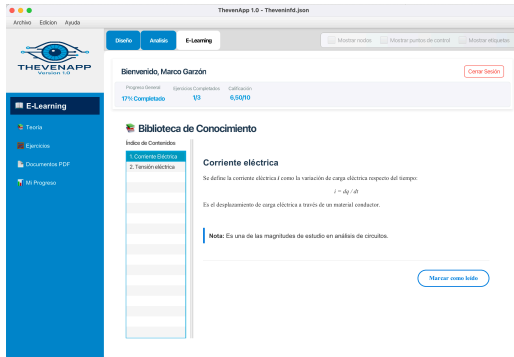 ThevenApp 1.0 - Theveninfd.json
Archivo Edicion Ayuda
Diseño Analisis E-Learning
Mostrar nodos Mostrar puntos de control Mostrar etiquetas
THEVENAPP
Version 1.0
E-Learning
Teoria
Ejercicios
Documentos PDF
Mi Progreso
Bienvenido, Marco Garzón
Cerrar Sesión
Progreso General Ejercicios Completados Calificación
17% Completado 1/3 6,50/10
Biblioteca de Conocimiento
Índice de Contenidos
1. Corriente Eléctrica
2. Tensión eléctrica
Corriente eléctrica
Se define la corriente eléctrica i como la variación de carga eléctrica respecto del tiempo:
i = dq / dt
Es el desplazamiento de carga eléctrica a través de un material conductor.
Nota: Es una de las magnitudes de estudio en análisis de circuitos.
Marcar como leído